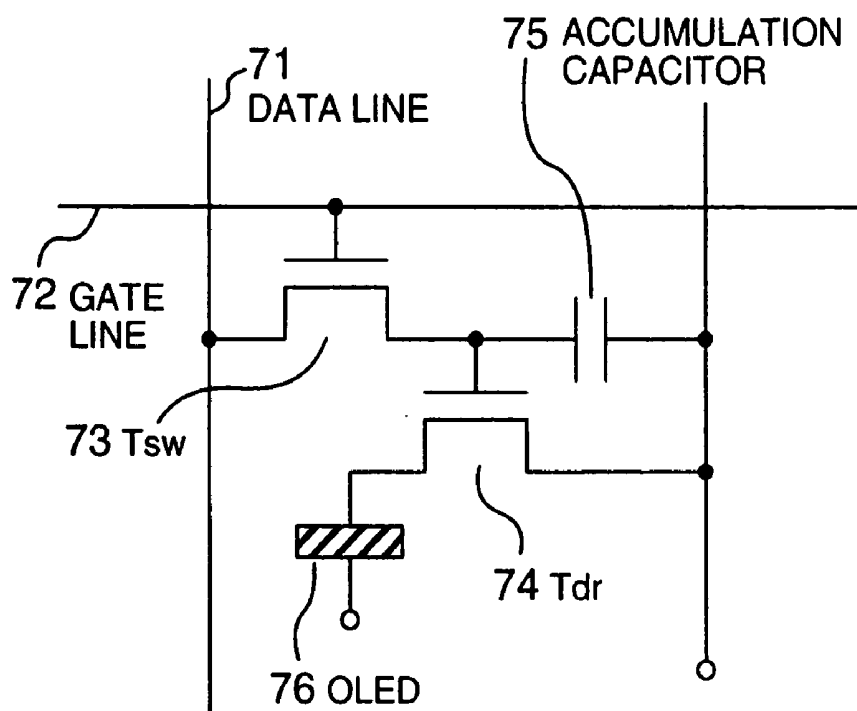 75 ACCUMULATION
CAPACITOR
71
DATA LINE
72 GATE
LINE
73 Tsw
74 Tdr
76 OLED